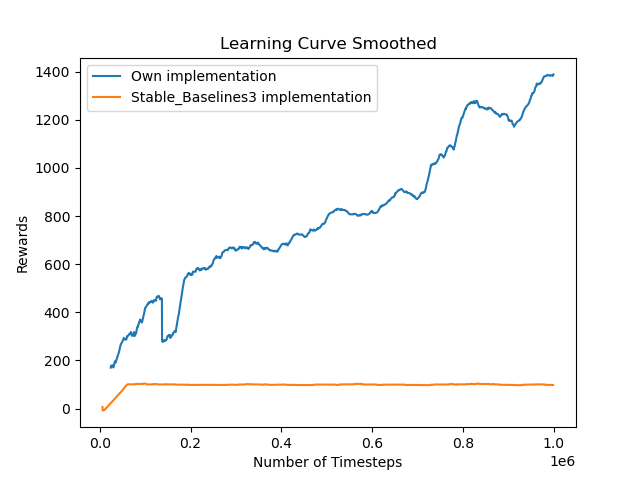 Learning Curve Smoothed
Own implementation
Stable_Baselines3 implementation
Rewards
1400
1200
1000
800
600
400
200
0
0.0 0.2 0.4 0.6 0.8 1.0
1e6
Number of Timesteps